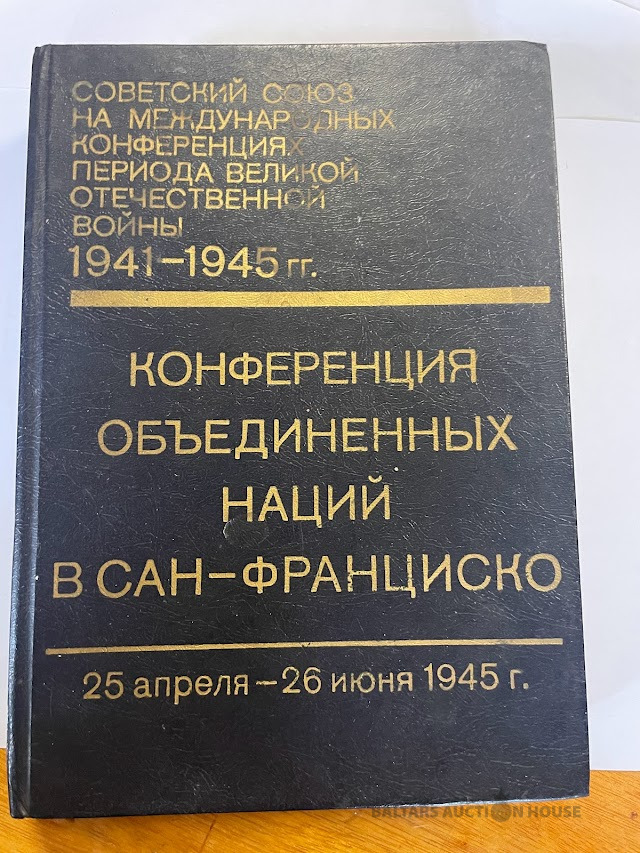 СОВЕТСКИЙ СОЮЗ
НА МЕЖДУНАРОДНЫХ
КОНФЕРЕНЦИЯХ
ПЕРИОДА ВЕЛИКОЙ
ОТЕЧЕСТВЕННОЙ
ВОЙНЫ
1941–1945 гг.
КОНФЕРЕНЦИЯ
ОБЪЕДИНЕННЫХ
НАЦИЙ
В САН–ФРАНЦИСКО
25 апреля – 26 июня 1945 г.
BALTARS AUCTION HOUSE